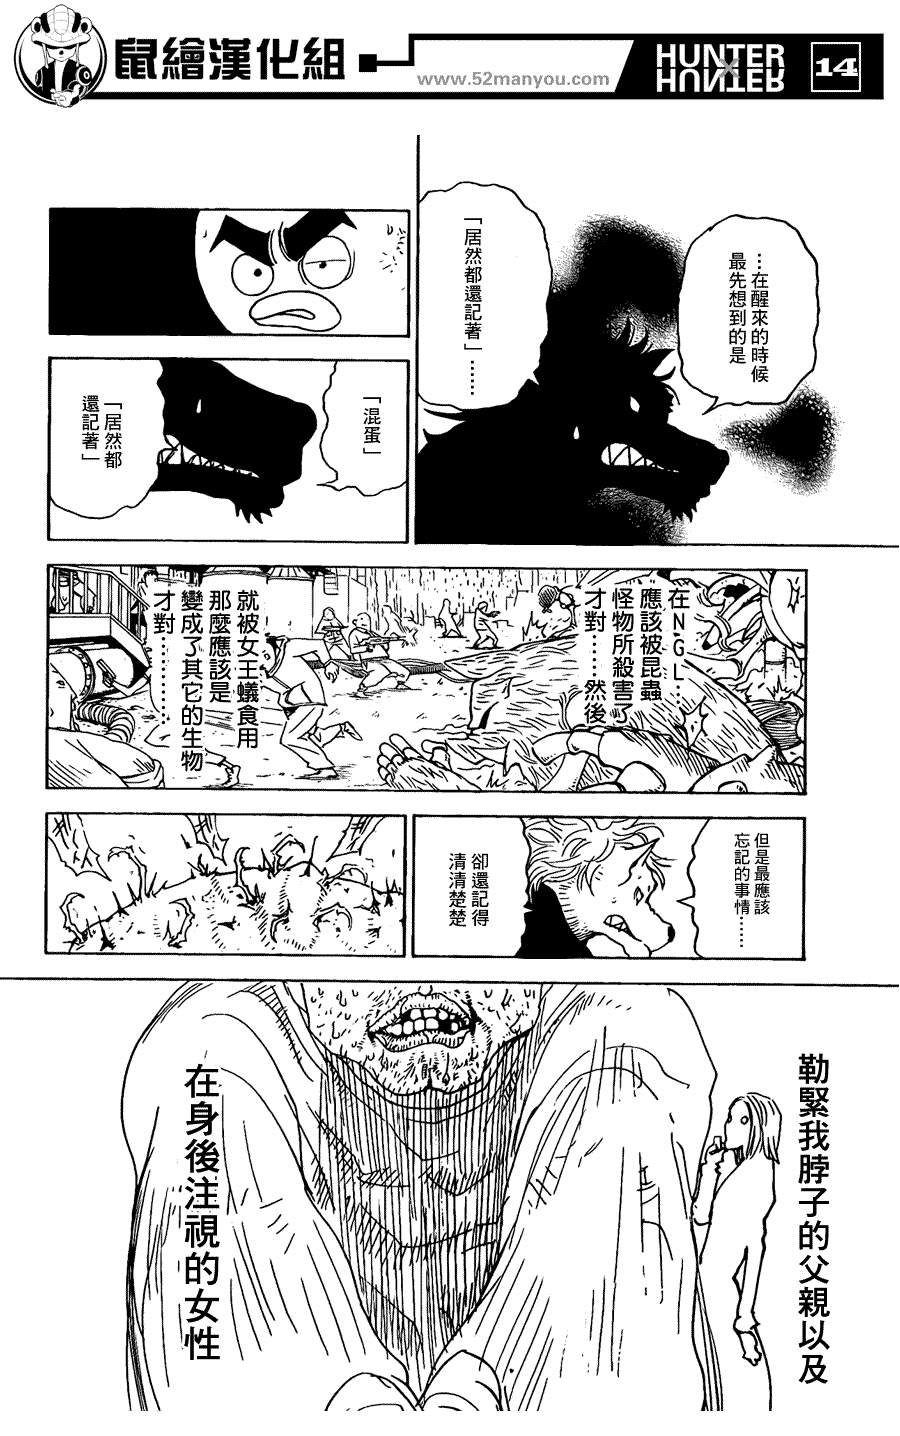 鼠繪漢化組
www.52manyou.com
HUNTER
×
HUNTER
14
…在醒來的時候
最先想到的是
「居然都還記著」……
「混蛋」
「居然都
還記著」
在N‧G‧L…
應該被昆蟲
怪物所殺害了
才對……然後
就被女王蟻食用
那麼應該是
變成了其它的生物
才對……
但是最應該
忘記的事情……
卻還記得
清清楚楚
勒緊我脖子的父親以及
在身後注視的女性